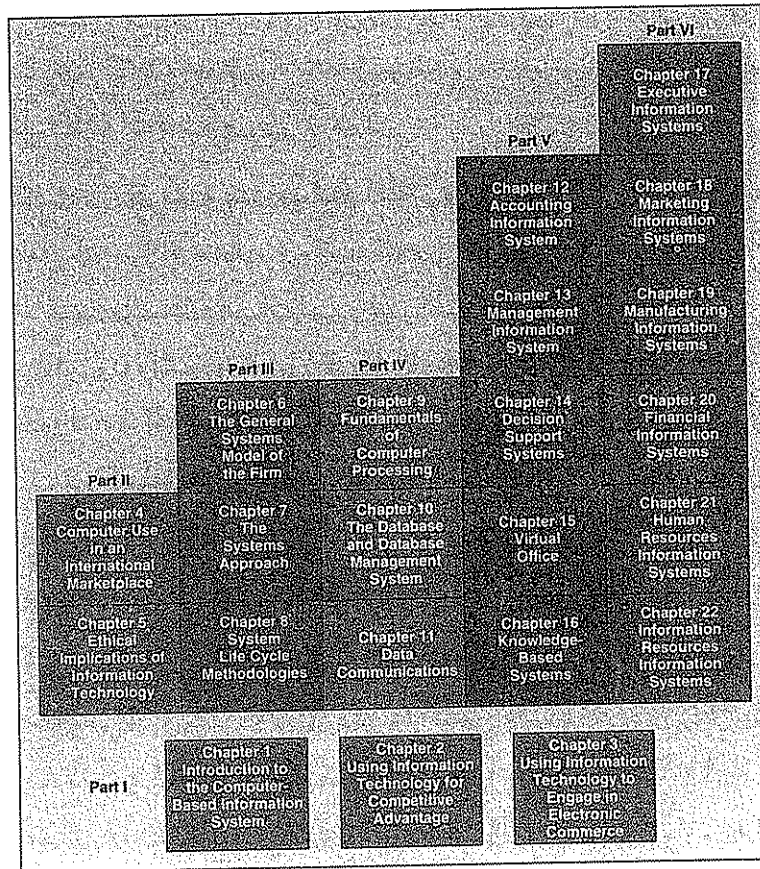 Part VI
Chapter 17
Executive
Information
Systems
Part V
Chapter 12
Accounting
Information
System
Chapter 18
Marketing
Information
Systems
Chapter 13
Management
Information
System
Chapter 19
Manufacturing
Information
Systems
Part III
Part IV
Chapter 6
The General
Systems
Model of
the Firm
Chapter 9
Fundamentals
of
Computer
Processing
Chapter 14
Decision
Support
Systems
Chapter 20
Financial
Information
Systems
Part II
Chapter 4
Computer Use
in an
International
Marketplace
Chapter 7
The
Systems
Approach
Chapter 10
The Database
and Database
Management
System
Chapter 15
Virtual
Office
Chapter 21
Human
Resources
Information
Systems
Chapter 5
Ethical
Implications of
Information
Technology
Chapter 8
System
Life Cycle
Methodologies
Chapter 11
Data
Communications
Chapter 16
Knowledge-
Based
Systems
Chapter 22
Information
Resources
Information
Systems
Part I
Chapter 1
Introduction to
the Computer-
Based Information
System
Chapter 2
Using Information
Technology for
Competitive
Advantage
Chapter 3
Using Information
Technology to
Engage in
Electronic
Commerce